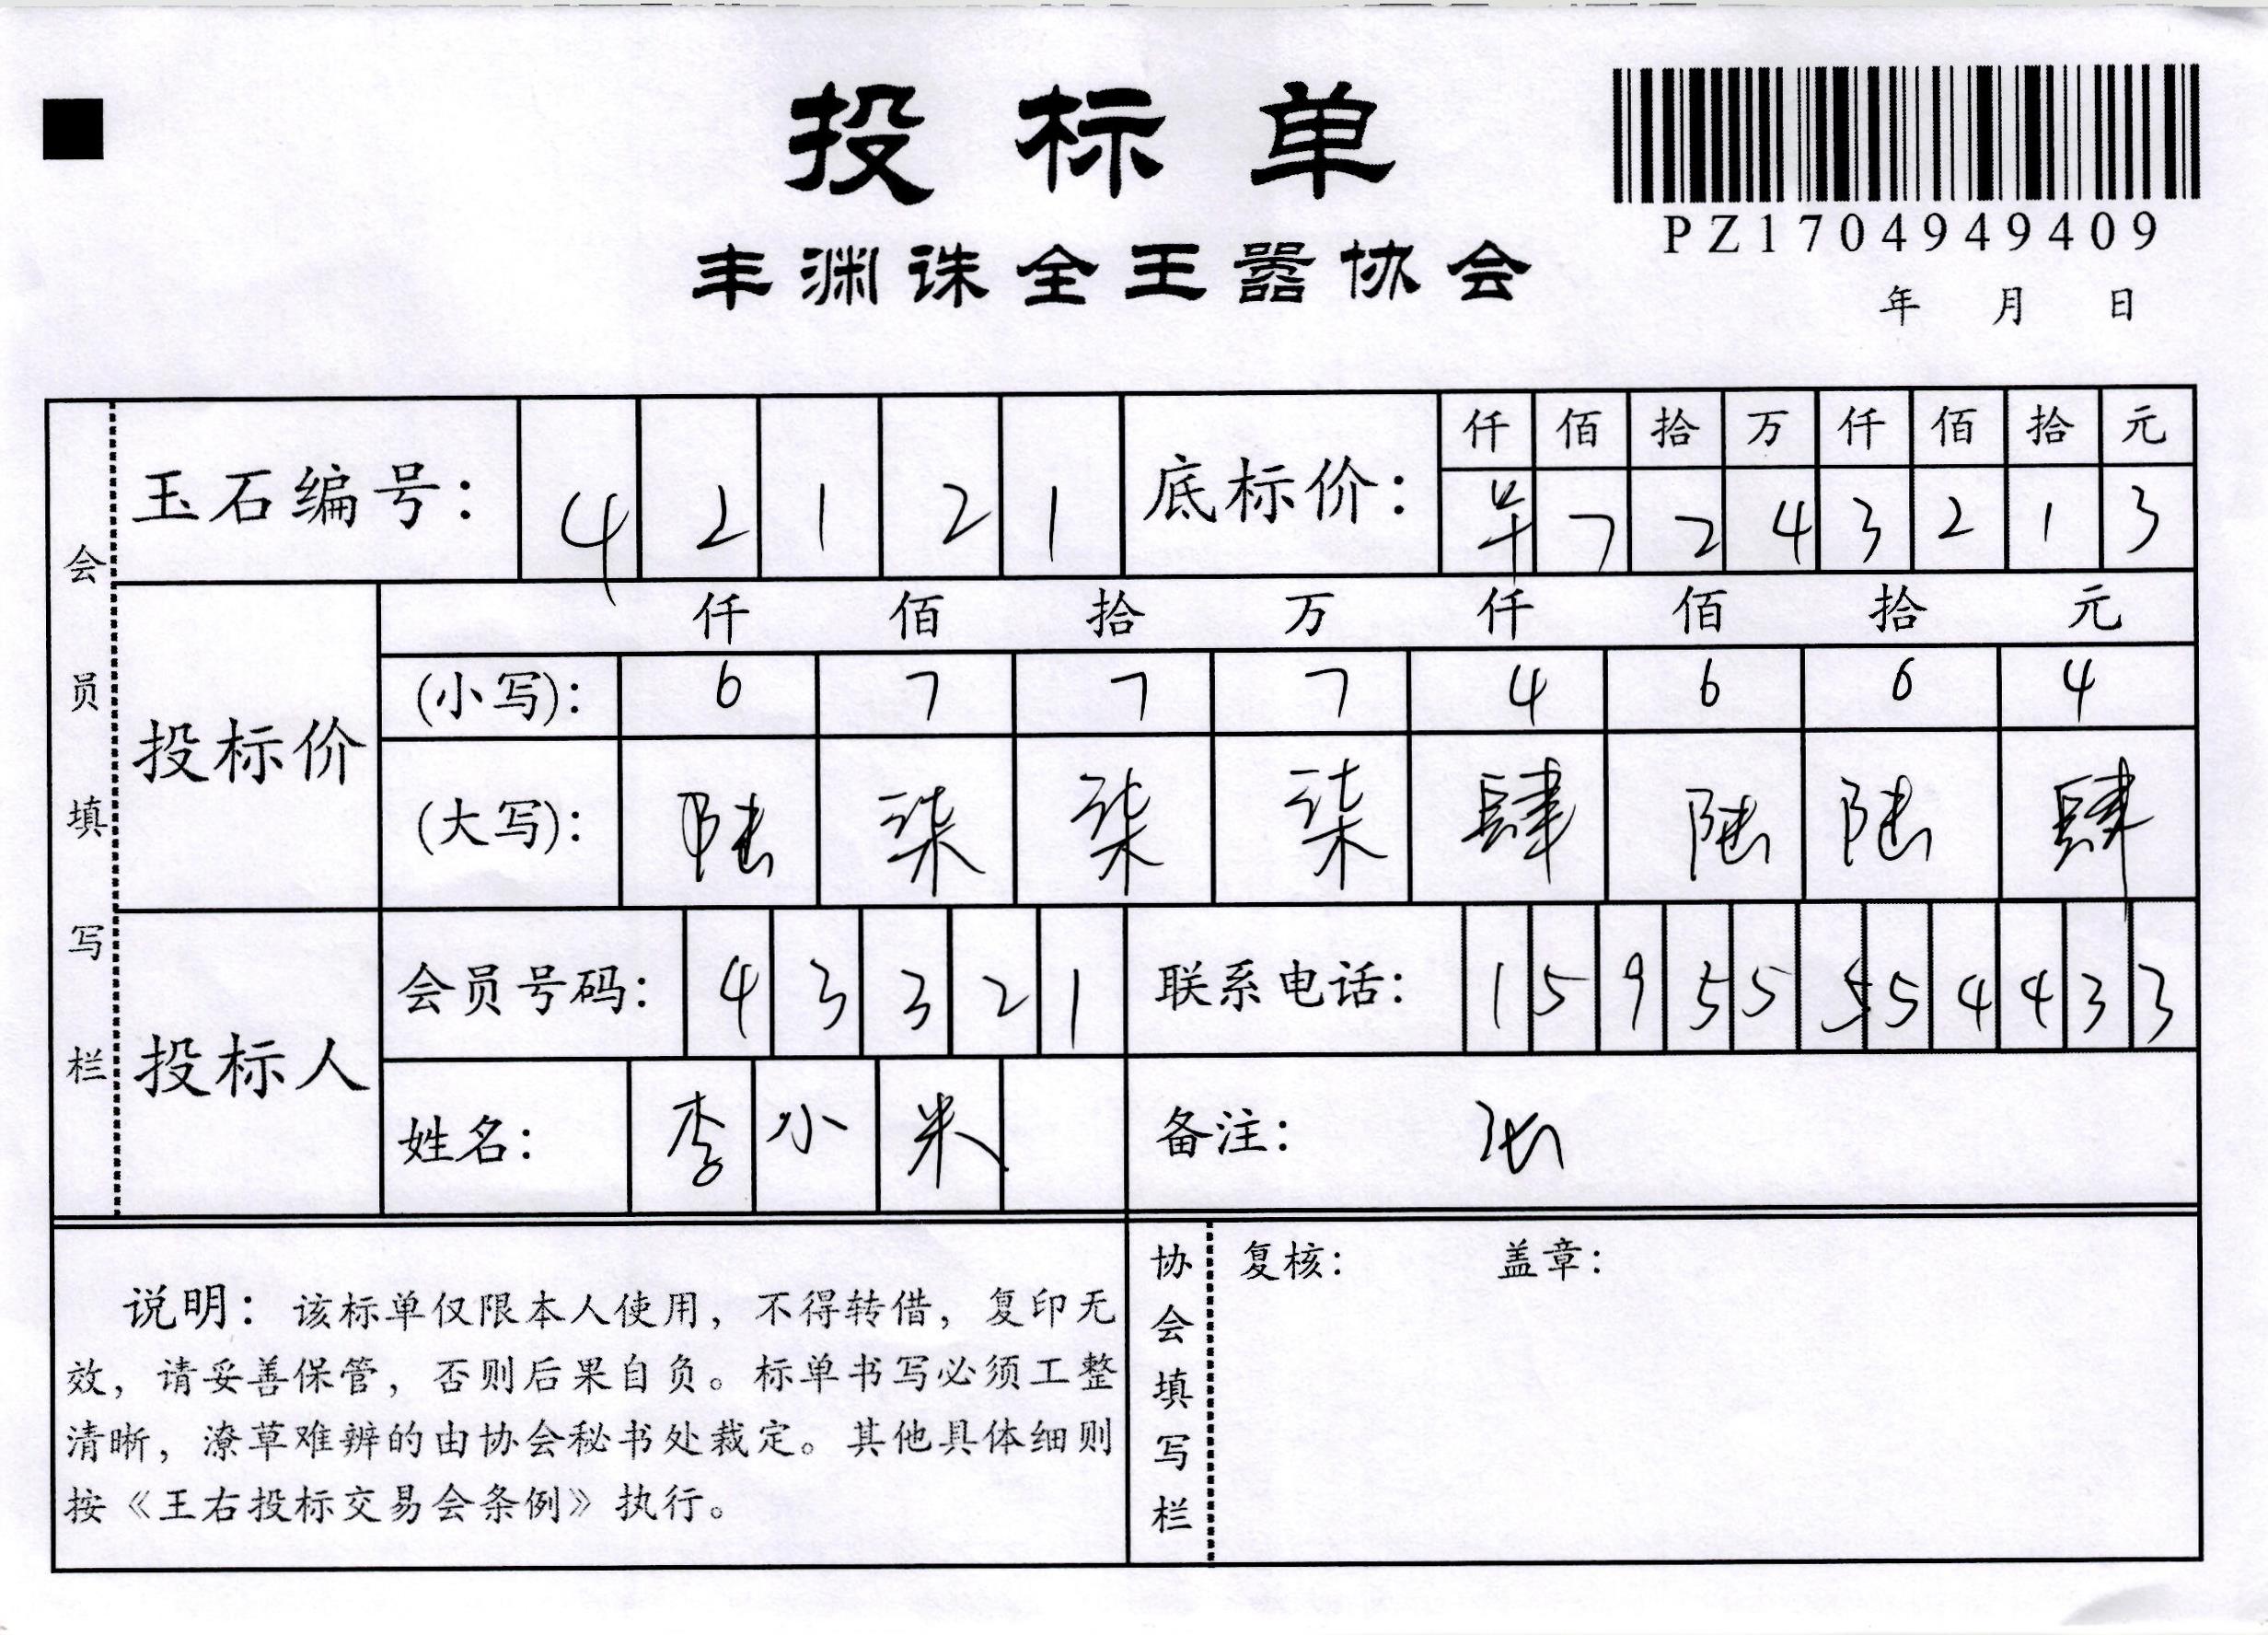 投标单
PZ1704949409
丰渊诛全王嚣协会
年 月 日
会员填写栏
玉石编号: 4 2 1 2 1
底标价: 仟 佰 拾 万 仟 佰 拾 元
7 2 4 3 2 1 3
投标价
仟 佰 拾 万 仟 佰 拾 元
(小写): 6 7 7 7 4 6 6 4
(大写): 陆 柒 柒 柒 肆 陆 陆 肆
投标人
会员号码: 4 3 3 2 1
联系电话: 1 5 9 5 5 5 5 4 4 3 3
姓名: 李 小 米
备注:
说明: 该标单仅限本人使用, 不得转借, 复印无
效, 请妥善保管, 否则后果自负。标单书写必须工整
清晰, 潦草难辨的由协会秘书处裁定。其他具体细则
按《王右投标交易会条例》执行。
协会填写栏
复核: 盖章: